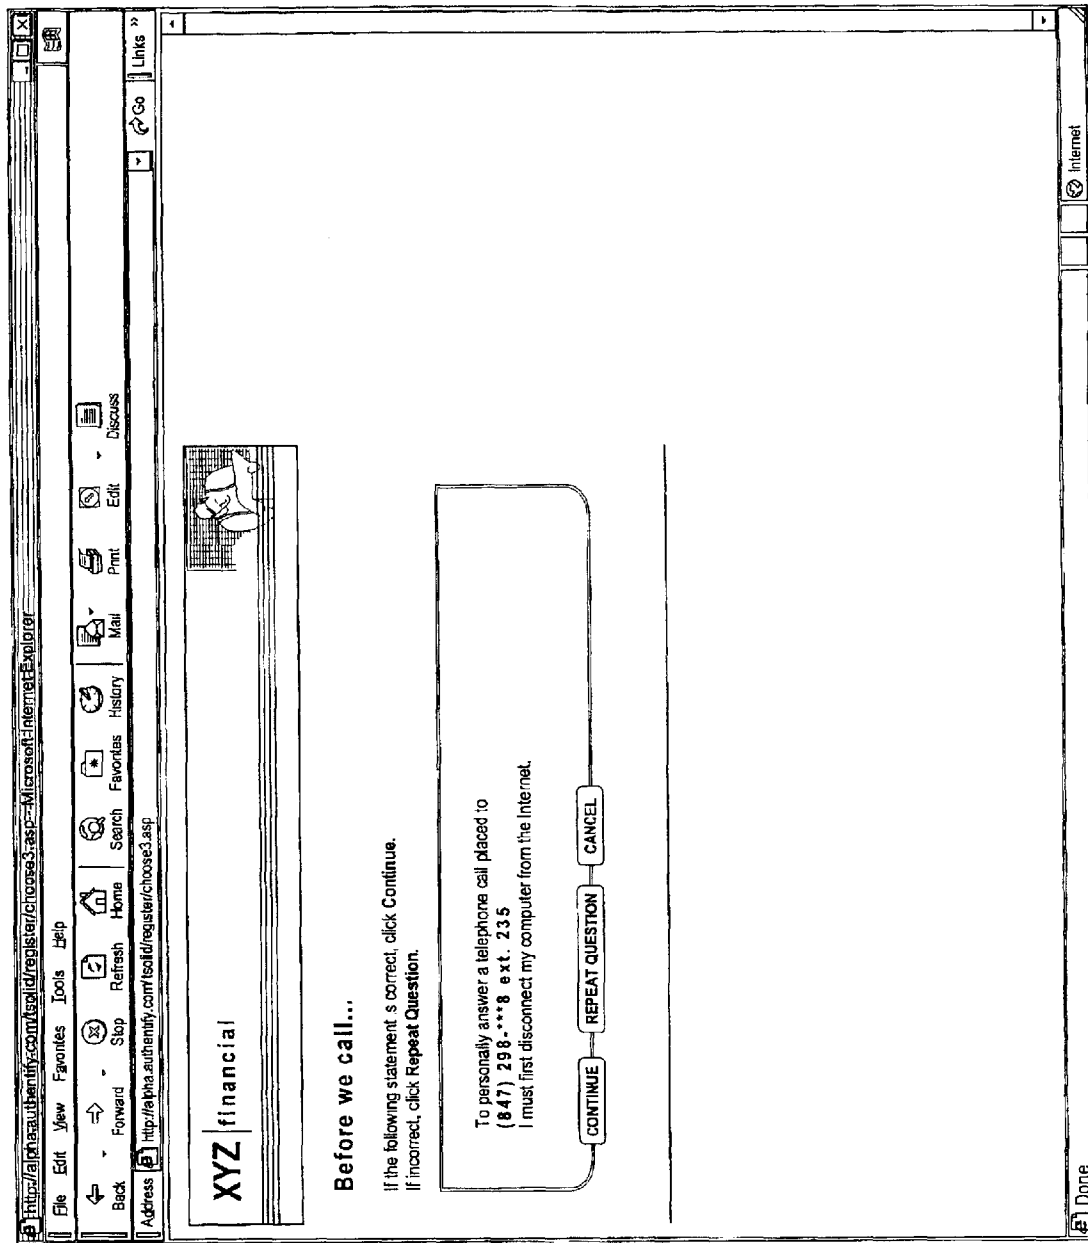 http://alpha.authentify.com/tsolid/register/choose3.asp--Microsoft-Internet-Explorer
File Edit View Favorites Tools Help
Back Forward Stop Refresh Home Search Favorites History Mail Print Edit Discuss
Address http://alpha.authentify.com/tsolid/register/choose3.asp Go Links »
XYZ financial
Before we call...
If the following statement .s correct, click Continue.
If incorrect, click Repeat Question.
To personally answer a telephone call placed to
(847) 298-***8 ext. 235
I must first disconnect my computer from the Internet.
CONTINUE REPEAT QUESTION CANCEL
Done Internet